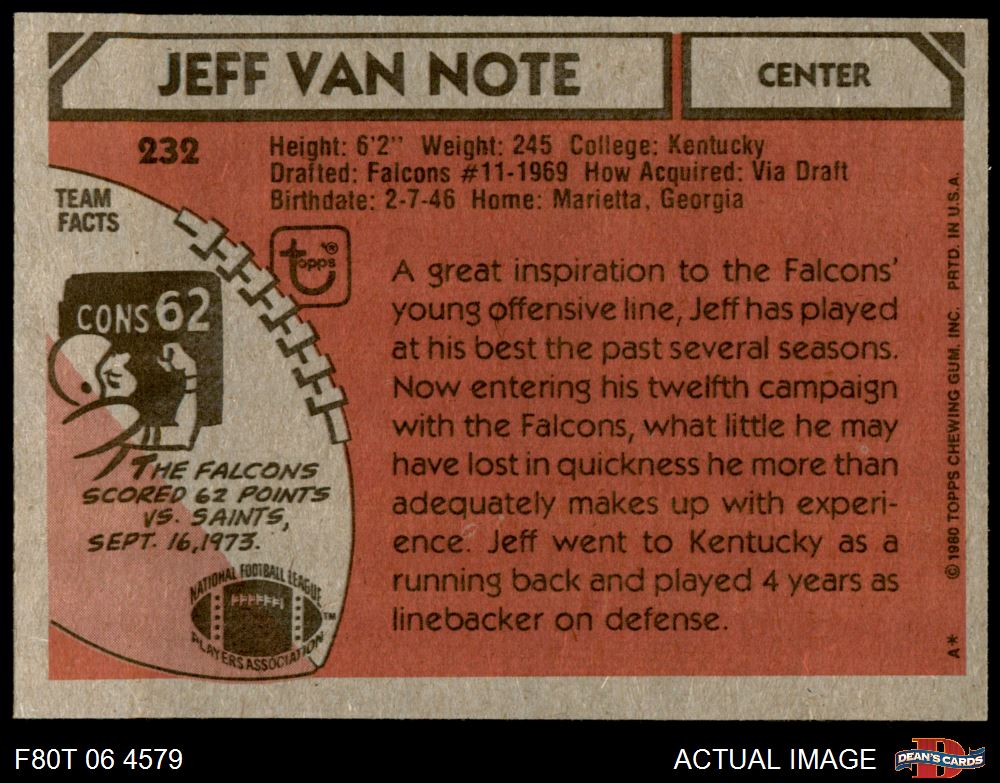 JEFF VAN NOTE
CENTER
232
Height: 6'2" Weight: 245 College: Kentucky
Drafted: Falcons #11-1969 How Acquired: Via Draft
Birthdate: 2-7-46 Home: Marietta, Georgia
TEAM
FACTS
topps®
CONS 62
THE FALCONS
SCORED 62 POINTS
VS. SAINTS,
SEPT. 16, 1973.
NATIONAL FOOTBALL LEAGUE
PLAYERS ASSOCIATION
TM
A great inspiration to the Falcons'
young offensive line, Jeff has played
at his best the past several seasons.
Now entering his twelfth campaign
with the Falcons, what little he may
have lost in quickness he more than
adequately makes up with experi-
ence. Jeff went to Kentucky as a
running back and played 4 years as
linebacker on defense.
A* © 1980 TOPPS CHEWING GUM, INC. PRTD. IN U.S.A.
F80T 06 4579
ACTUAL IMAGE
D
DEAN'S CARDS